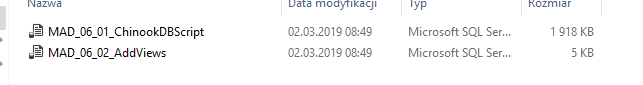 Nazwa Data modyfikacji Typ Rozmiar
MAD_06_01_ChinookDBScript 02.03.2019 08:49 Microsoft SQL Ser... 1 918 KB
MAD_06_02_AddViews 02.03.2019 08:49 Microsoft SQL Ser... 5 KB